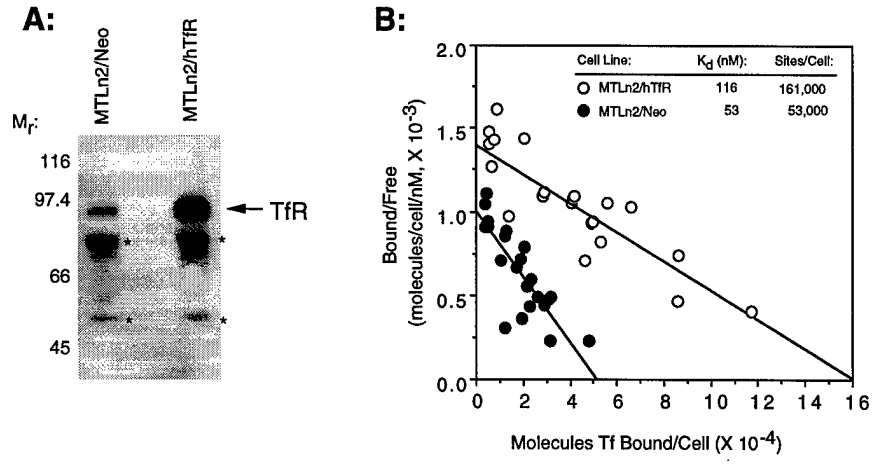 A:
MTLn2/Neo
MTLn2/hTfR
Mr:
116
97.4
66
45
TfR
*
*
*
*
B:
2.0
1.5
1.0
0.5
0.0
Bound/Free
(molecules/cell/nM, X 10⁻³)
Cell Line: Kd (nM): Sites/Cell:
MTLn2/hTfR 116 161,000
MTLn2/Neo 53 53,000
0 2 4 6 8 10 12 14 16
Molecules Tf Bound/Cell (X 10⁻⁴)